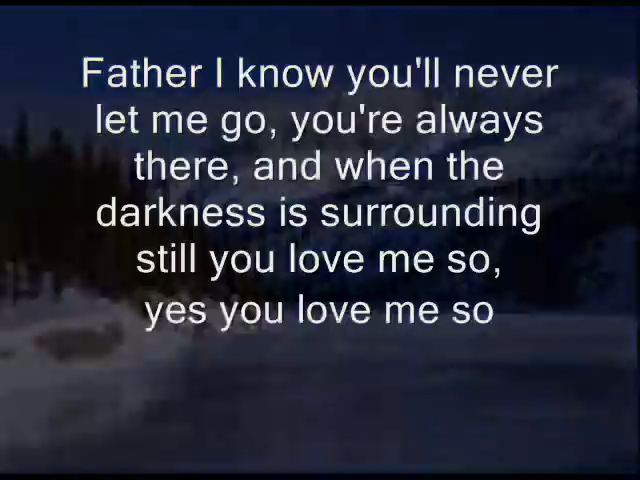 Father I know you'll never
let me go, you're always
there, and when the
darkness is surrounding
still you love me so,
yes you love me so